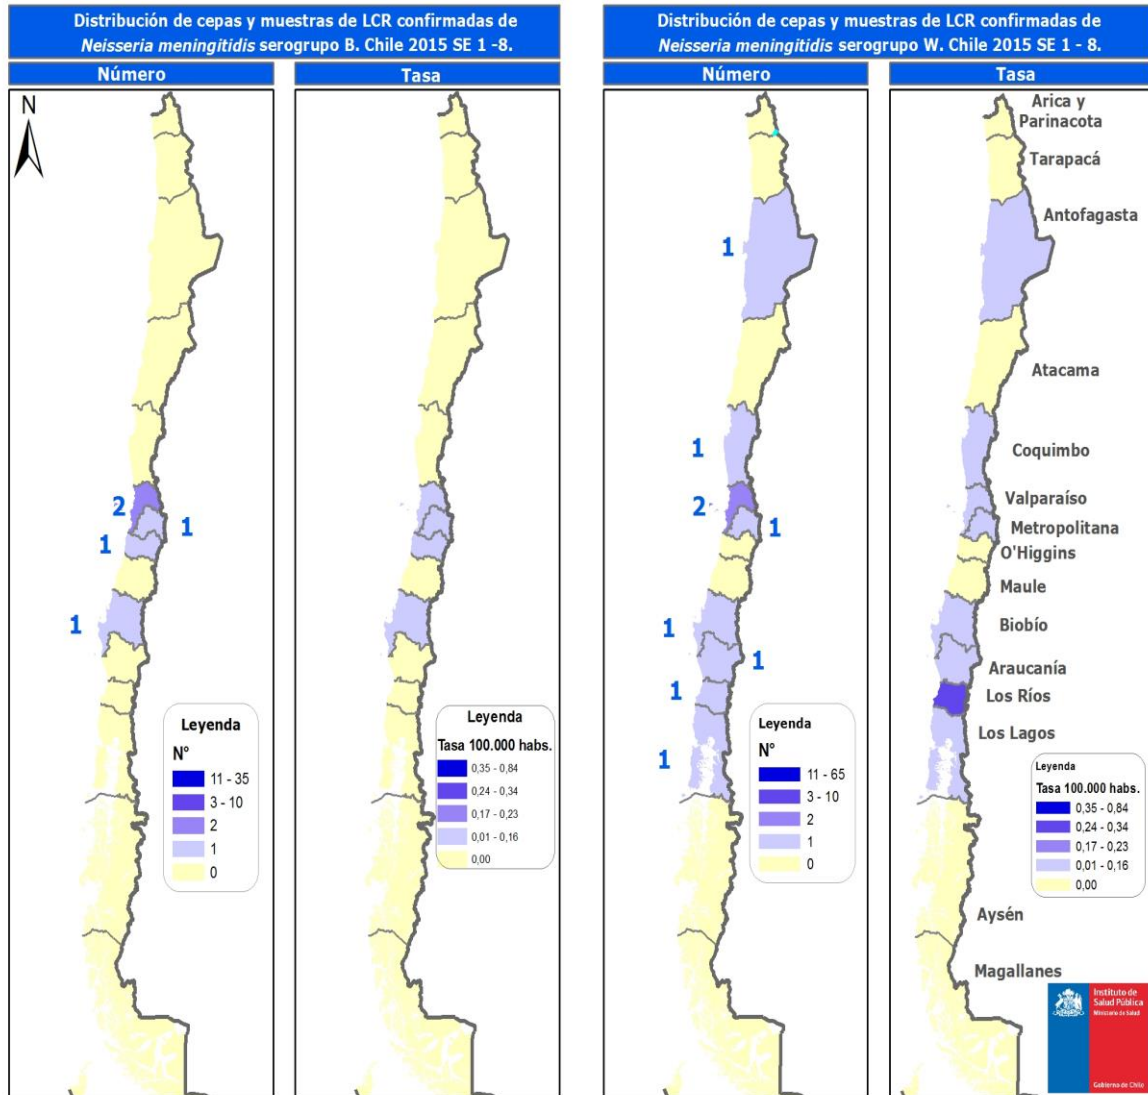 Distribución de cepas y muestras de LCR confirmadas de
Neisseria meningitidis serogrupo B. Chile 2015 SE 1 -8.
Número
Tasa
N
2
1
1
1
Leyenda
N°
11 - 35
3 - 10
2
1
0
Leyenda
Tasa 100.000 habs.
0,35 - 0,84
0,24 - 0,34
0,17 - 0,23
0,01 - 0,16
0,00
Distribución de cepas y muestras de LCR confirmadas de
Neisseria meningitidis serogrupo W. Chile 2015 SE 1 - 8.
Número
Tasa
1
1
2
1
1
1
1
1
Leyenda
N°
11 - 65
3 - 10
2
1
0
Arica y
Parinacota
Tarapacá
Antofagasta
Atacama
Coquimbo
Valparaíso
Metropolitana
O'Higgins
Maule
Biobío
Araucanía
Los Ríos
Los Lagos
Leyenda
Tasa 100.000 habs.
0,35 - 0,84
0,24 - 0,34
0,17 - 0,23
0,01 - 0,16
0,00
Aysén
Magallanes
Instituto de
Salud Pública
Ministerio de Salud
Gobierno de Chile